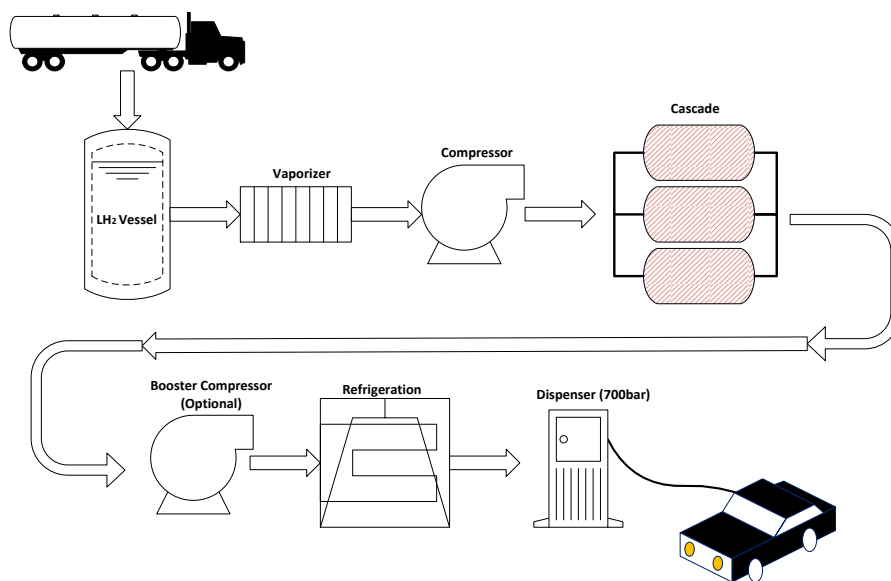 Cascade
Compressor
Vaporizer
LH₂ Vessel
Booster Compressor
(Optional)
Refrigeration
Dispenser (700bar)